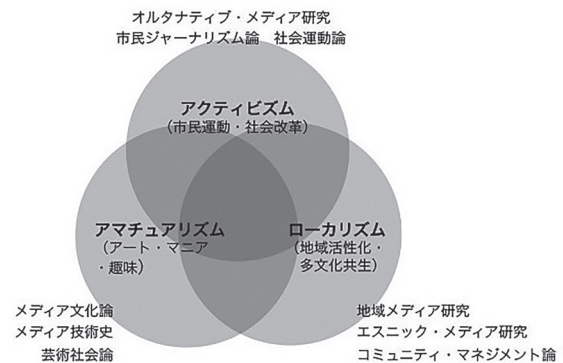 オルタナティブ・メディア研究
市民ジャーナリズム論　社会運動論
アクティビズム
（市民運動・社会改革）
アマチュアリズム
（アート・マニア
・趣味）
ローカリズム
（地域活性化・
多文化共生）
メディア文化論
メディア技術史
芸術社会論
地域メディア研究
エスニック・メディア研究
コミュニティ・マネジメント論